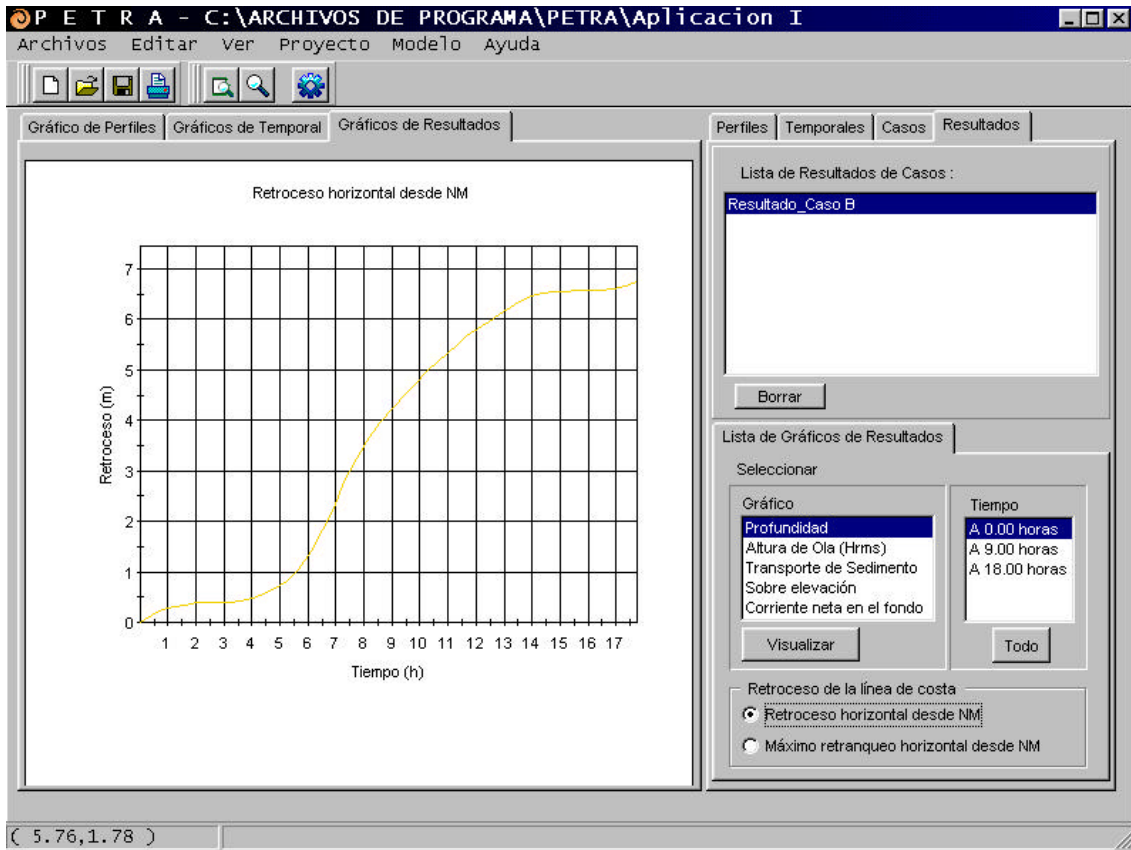 P E T R A - C:\ARCHIVOS DE PROGRAMA\PETRA\Aplicacion I
Archivos Editar Ver Proyecto Modelo Ayuda
Gráfico de Perfiles Gráficos de Temporal Gráficos de Resultados
Retroceso horizontal desde NM
7
6
5
4
3
2
1
0
Retroceso (m)
1 2 3 4 5 6 7 8 9 10 11 12 13 14 15 16 17
Tiempo (h)
Perfiles Temporales Casos Resultados
Lista de Resultados de Casos :
Resultado_Caso B
Borrar
Lista de Gráficos de Resultados
Seleccionar
Gráfico
Profundidad
Altura de Ola (Hrms)
Transporte de Sedimento
Sobre elevación
Corriente neta en el fondo
Visualizar
Tiempo
A 0.00 horas
A 9.00 horas
A 18.00 horas
Todo
Retroceso de la línea de costa
Retroceso horizontal desde NM
Máximo retranqueo horizontal desde NM
( 5.76,1.78 )